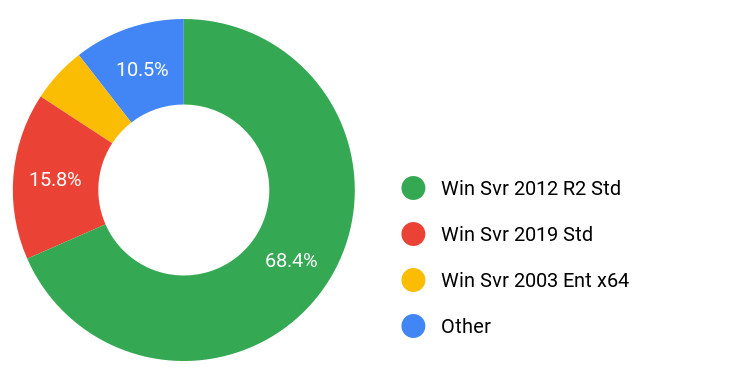 10.5%
15.8%
68.4%
Win Svr 2012 R2 Std
Win Svr 2019 Std
Win Svr 2003 Ent x64
Other